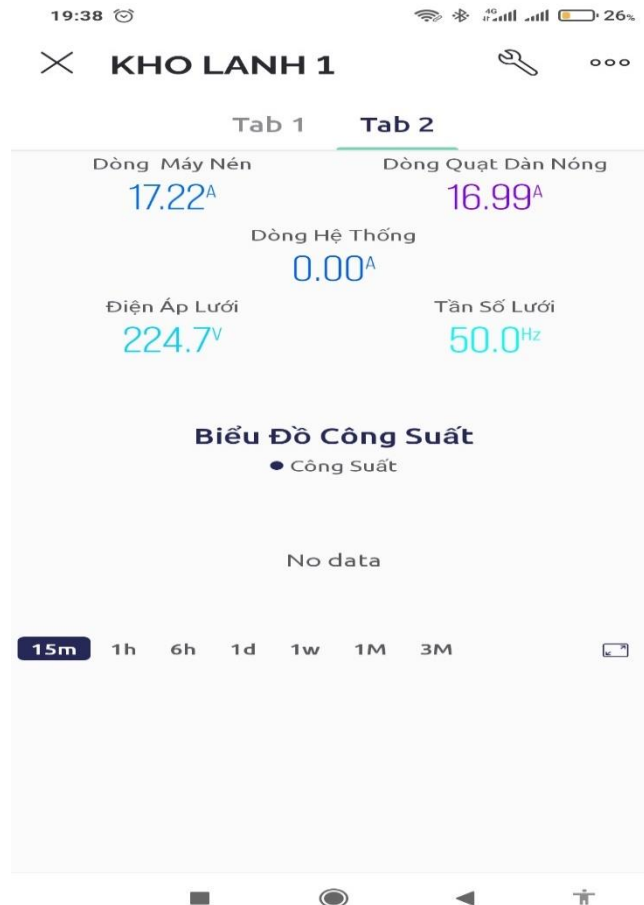 19:38 4G 26%
KHO LANH 1
Tab 1 Tab 2
Dòng Máy Nén Dòng Quạt Dàn Nóng
17.22A 16.99A
Dòng Hệ Thống
0.00A
Điện Áp Lưới Tần Số Lưới
224.7V 50.0Hz
Biểu Đồ Công Suất
Công Suất
No data
15m 1h 6h 1d 1w 1M 3M